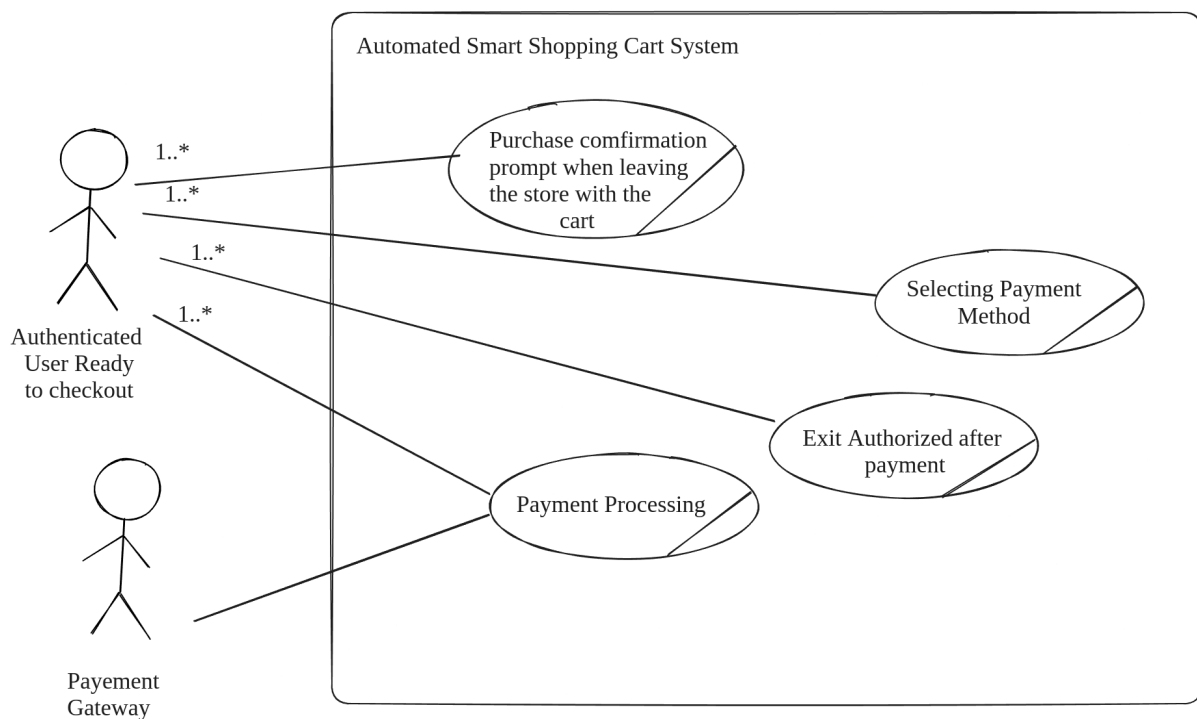 Automated Smart Shopping Cart System
Purchase comfirmation
prompt when leaving
the store with the
cart
1..*
1..*
1..*
1..*
Selecting Payment
Method
Authenticated
User Ready
to checkout
Exit Authorized after
payment
Payment Processing
Payement
Gateway